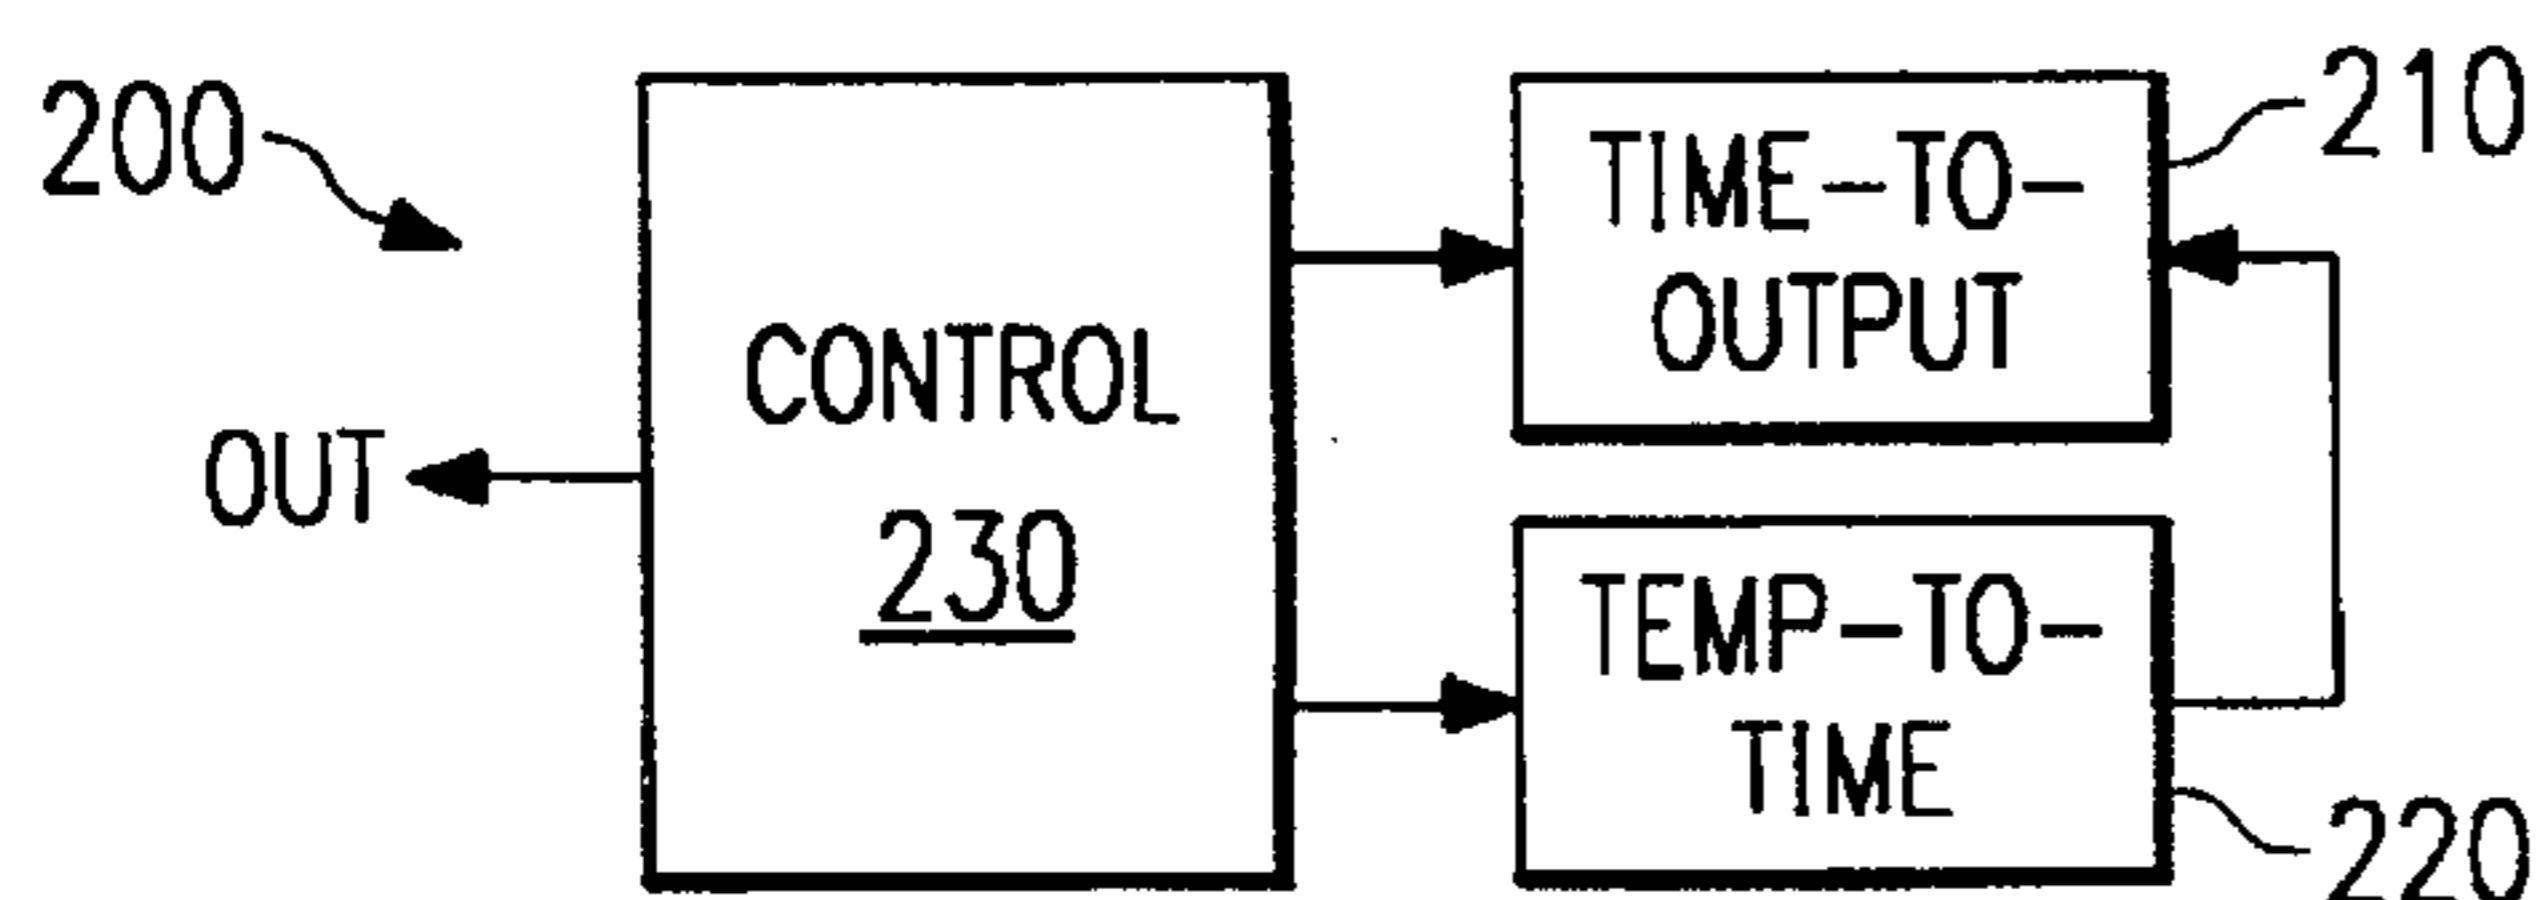 200
OUT
CONTROL
230
TIME-TO-
OUTPUT
210
TEMP-TO-
TIME
220